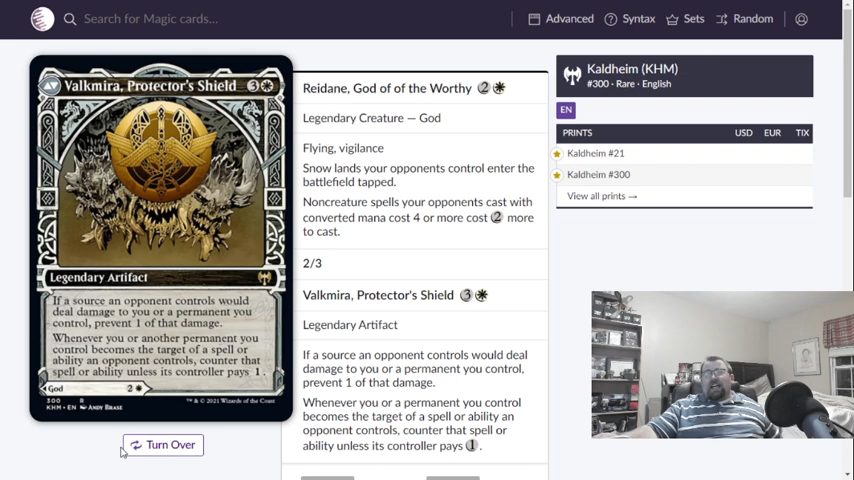 Search for Magic cards...
Advanced
Syntax
Sets
Random
Valkmira, Protector's Shield 3
Legendary Artifact
If a source an opponent controls would
deal damage to you or a permanent you
control, prevent 1 of that damage.
Whenever you or another permanent you
control becomes the target of a spell or
ability an opponent controls, counter that
spell or ability unless its controller pays 1.
God 2
300 R
KHM • EN ANDY BRASE
™ & © 2021 Wizards of the Coast
Turn Over
Reidane, God of of the Worthy 2
Legendary Creature — God
Flying, vigilance
Snow lands your opponents control enter the
battlefield tapped.
Noncreature spells your opponents cast with
converted mana cost 4 or more cost 2 more
to cast.
2/3
Valkmira, Protector's Shield 3
Legendary Artifact
If a source an opponent controls would deal
damage to you or a permanent you control,
prevent 1 of that damage.
Whenever you or a permanent you control
becomes the target of a spell or ability an
opponent controls, counter that spell or
ability unless its controller pays 1.
Kaldheim (KHM)
#300 · Rare · English
EN
PRINTS USD EUR TIX
Kaldheim #21
Kaldheim #300
View all prints →